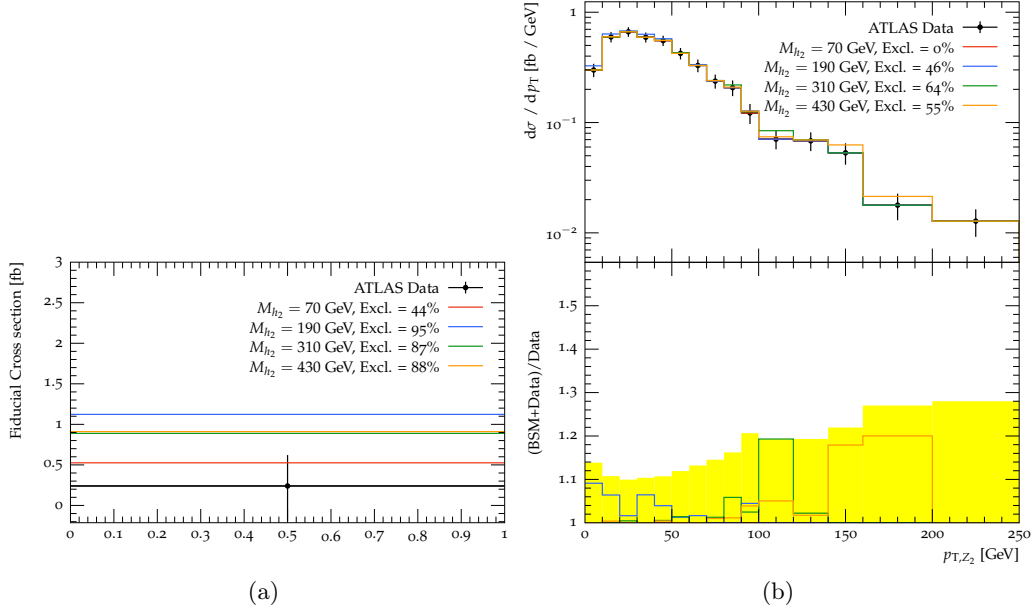 Fiducial Cross section [fb]
3
2.5
2
1.5
1
0.5
0
ATLAS Data
M_{h_2} = 70 GeV, Excl. = 44%
M_{h_2} = 190 GeV, Excl. = 95%
M_{h_2} = 310 GeV, Excl. = 87%
M_{h_2} = 430 GeV, Excl. = 88%
0 0.1 0.2 0.3 0.4 0.5 0.6 0.7 0.8 0.9 1
(a)
dσ / dp_T [fb / GeV]
1
10^{−1}
10^{−2}
ATLAS Data
M_{h_2} = 70 GeV, Excl. = 0%
M_{h_2} = 190 GeV, Excl. = 46%
M_{h_2} = 310 GeV, Excl. = 64%
M_{h_2} = 430 GeV, Excl. = 55%
(BSM+Data)/Data
1.5
1.4
1.3
1.2
1.1
1
0 50 100 150 200 250
p_{T,Z_2} [GeV]
(b)